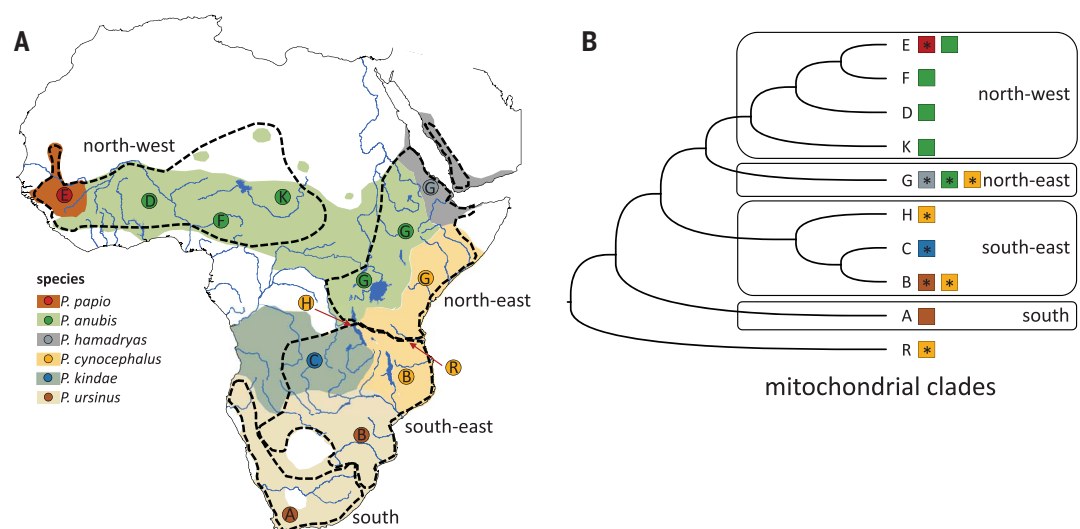 A
north-west
E
D
K
F
G
G
G
G
north-east
H
R
C
B
south-east
B
A
south
species
P. papio
P. anubis
P. hamadryas
P. cynocephalus
P. kindae
P. ursinus
B
E *
F
D
K
north-west
G * * *
north-east
H *
C *
B * *
south-east
A
south
R *
mitochondrial clades